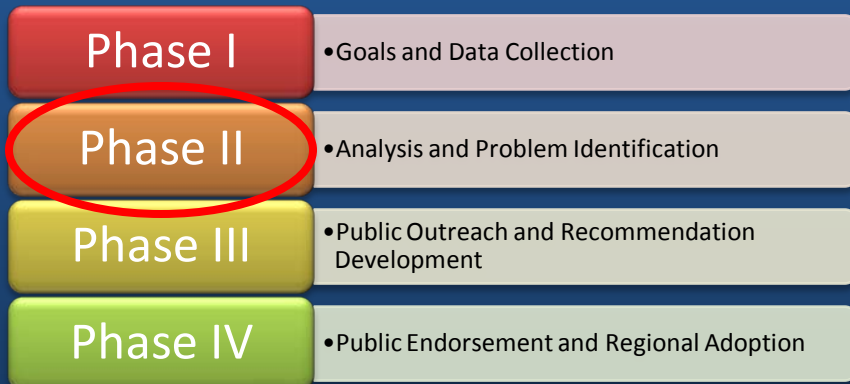 Phase I
•Goals and Data Collection
Phase II
•Analysis and Problem Identification
Phase III
•Public Outreach and Recommendation
Development
Phase IV
•Public Endorsement and Regional Adoption